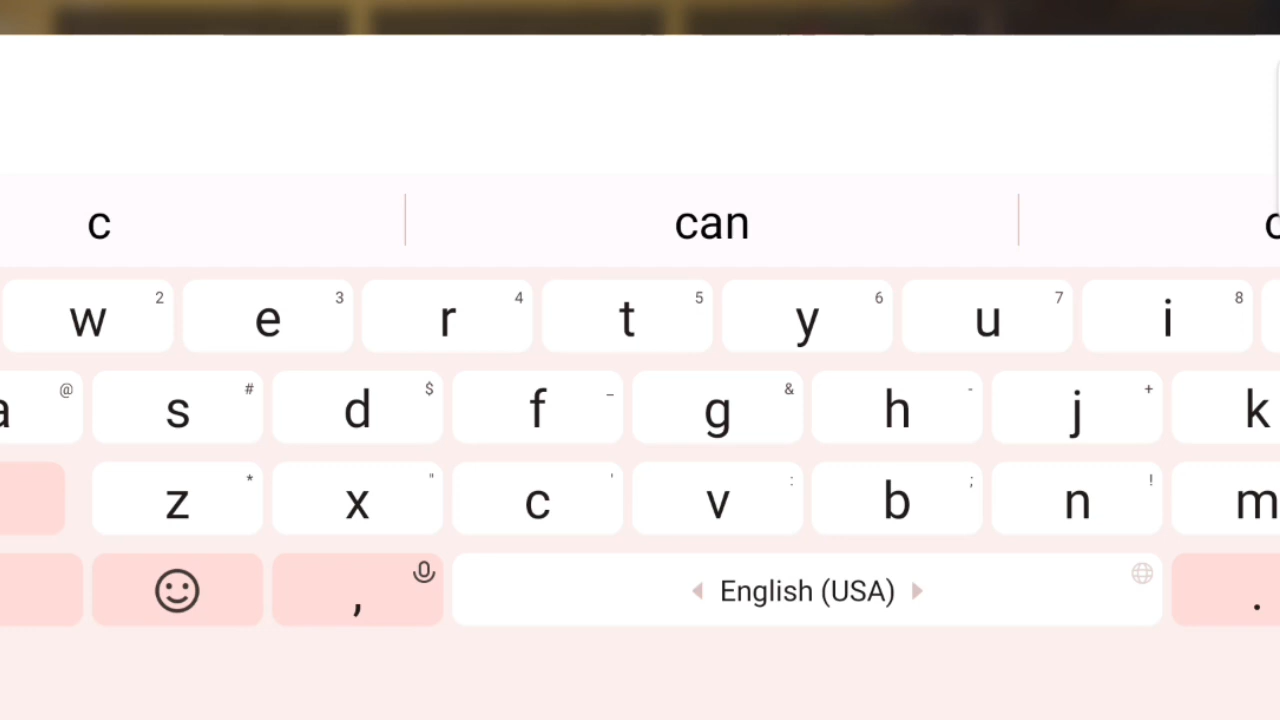 c can c
w 2 e 3 r 4 t 5 y 6 u 7 i 8
a @ s # d $ f _ g & h - j + k
z * x " c ' v : b ; n ! m
, English (USA) .